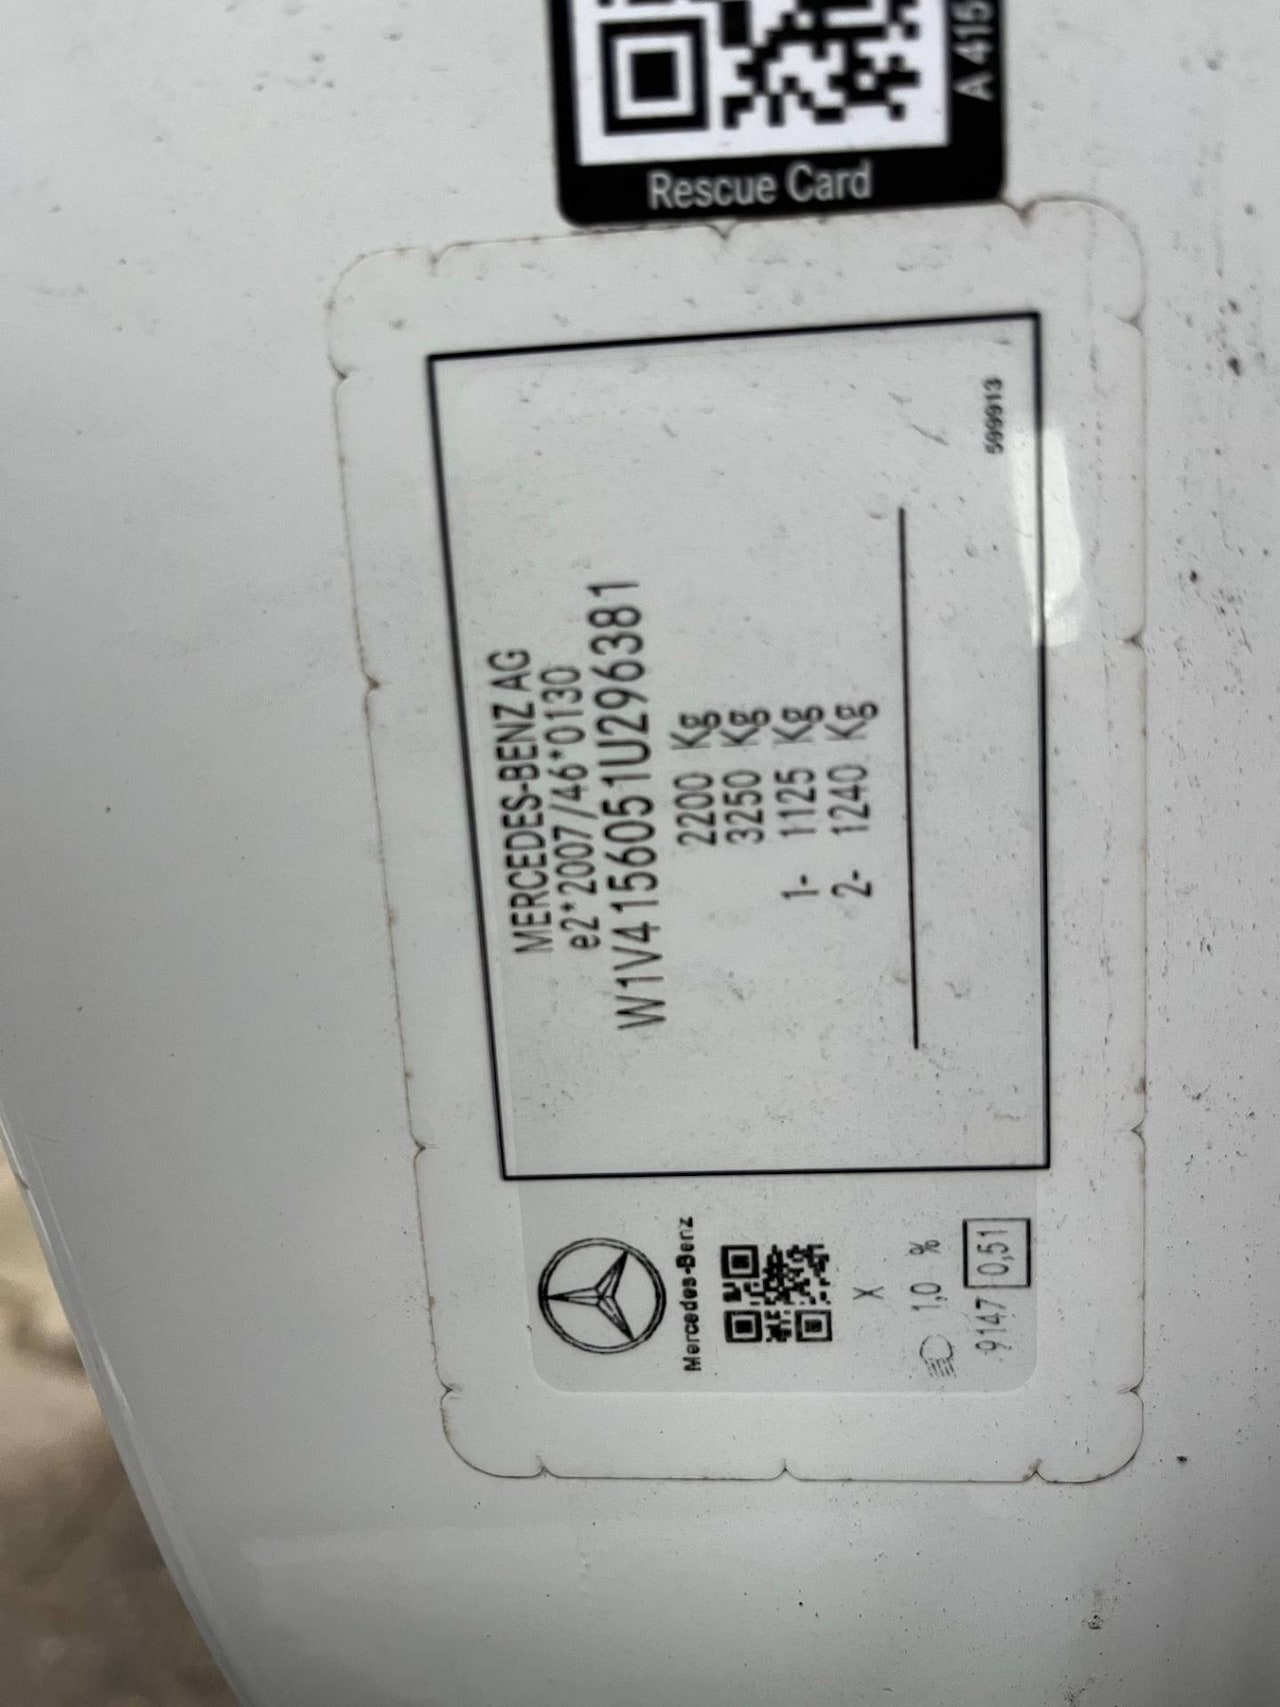 A 415
Rescue Card
MERCEDES-BENZ AG
e2*2007/46*0130
W1V4156051U296381
2200 Kg
3250 Kg
1- 1125 Kg
2- 1240 Kg
599913
Mercedes-Benz
X
1,0 %
9147 0,51